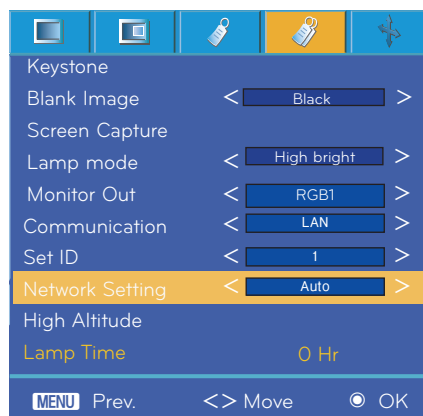 Keystone
Blank Image < Black >
Screen Capture
Lamp mode < High bright >
Monitor Out < RGB1 >
Communication < LAN >
Set ID < 1 >
Network Setting < Auto >
High Altitude
Lamp Time 0 Hr
MENU Prev. <> Move ◉ OK